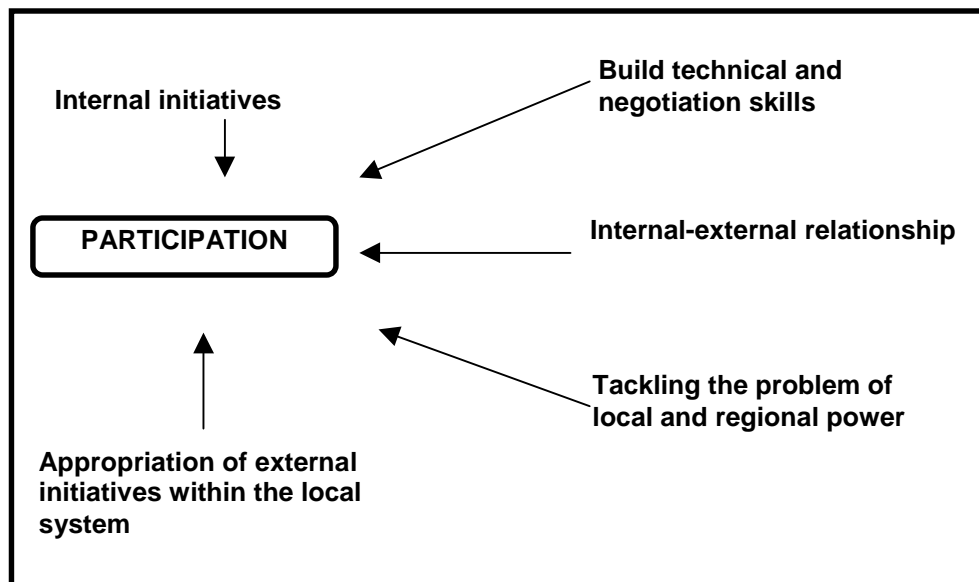 Build technical and
negotiation skills
Internal initiatives
PARTICIPATION
Internal-external relationship
Tackling the problem of
local and regional power
Appropriation of external
initiatives within the local
system